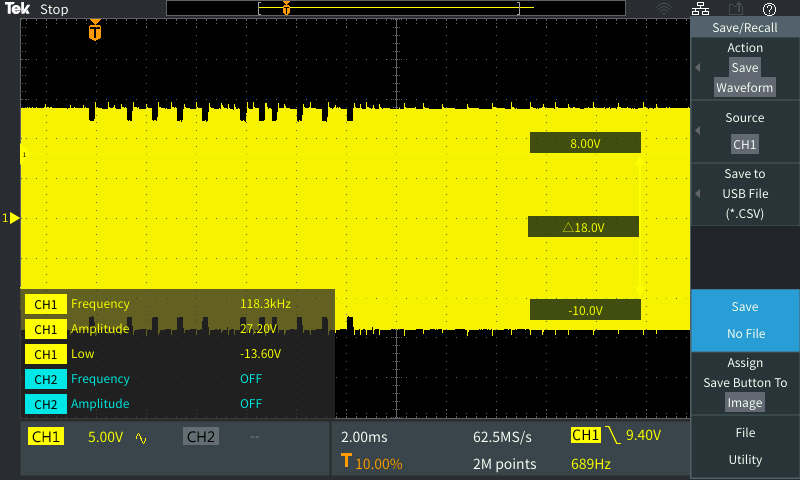 Tek Stop
T
?
Save/Recall
Action
Save
Waveform
Source
CH1
Save to
USB File
(*.CSV)
Save
No File
Assign
Save Button To
Image
File
Utility
T
1
1
8.00V
△18.0V
-10.0V
CH1 Frequency 118.3kHz
CH1 Amplitude 27.20V
CH1 Low -13.60V
CH2 Frequency OFF
CH2 Amplitude OFF
CH1 5.00V CH2 --
2.00ms 62.5MS/s CH1 9.40V
T 10.00% 2M points 689Hz